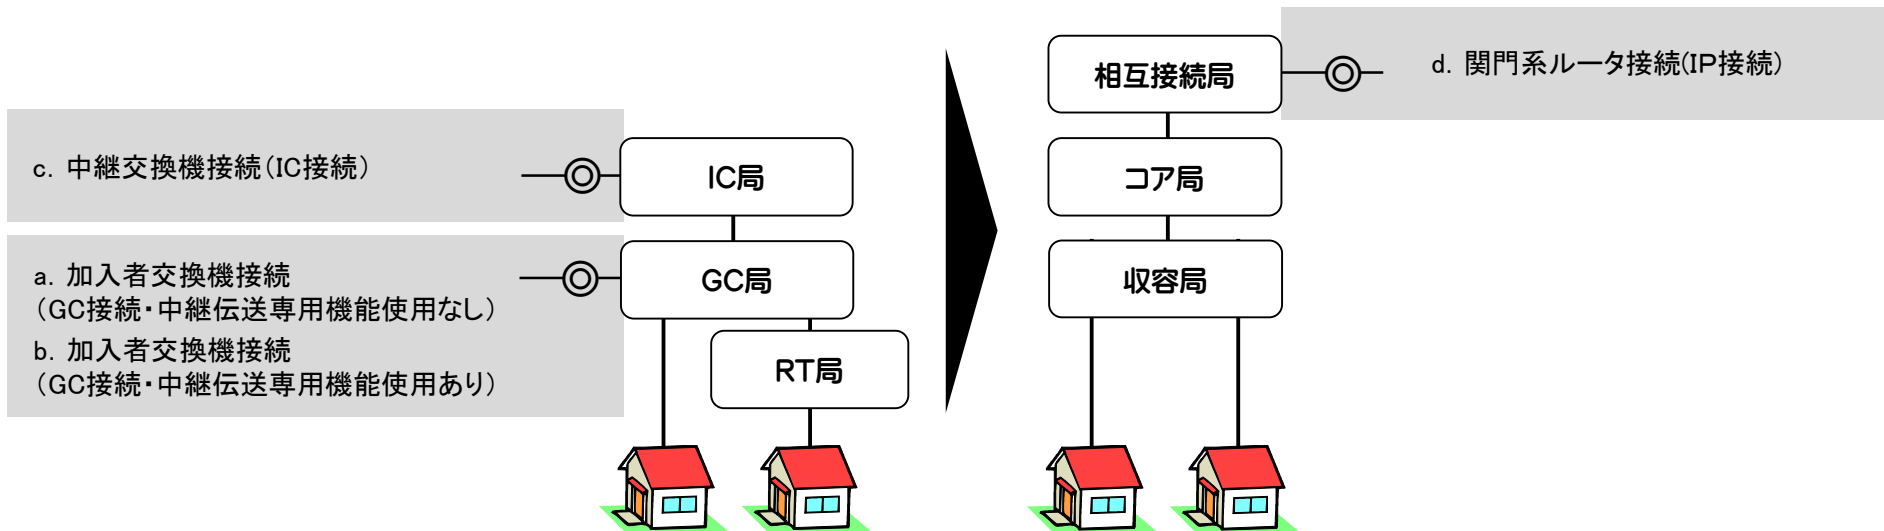 c. 中継交換機接続(IC接続)
a. 加入者交換機接続
(GC接続・中継伝送専用機能使用なし)
b. 加入者交換機接続
(GC接続・中継伝送専用機能使用あり)
IC局
GC局
RT局
相互接続局
コア局
収容局
d. 関門系ルータ接続(IP接続)